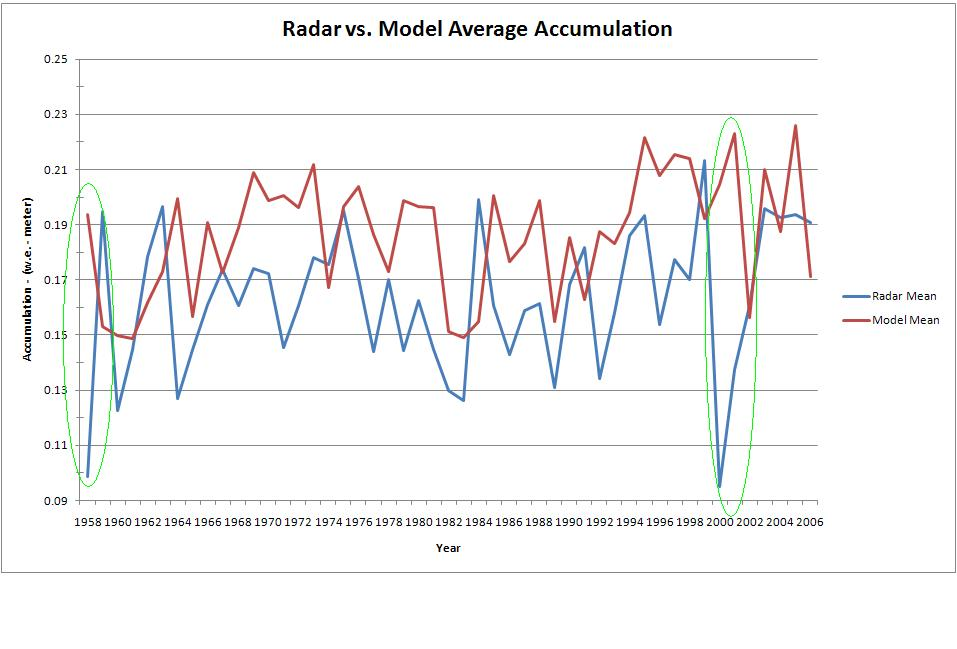 Radar vs. Model Average Accumulation
Accumulation - (w.e. - meter)
0.25
0.23
0.21
0.19
0.17
0.15
0.13
0.11
0.09
1958 1960 1962 1964 1966 1968 1970 1972 1974 1976 1978 1980 1982 1984 1986 1988 1990 1992 1994 1996 1998 2000 2002 2004 2006
Year
Radar Mean
Model Mean